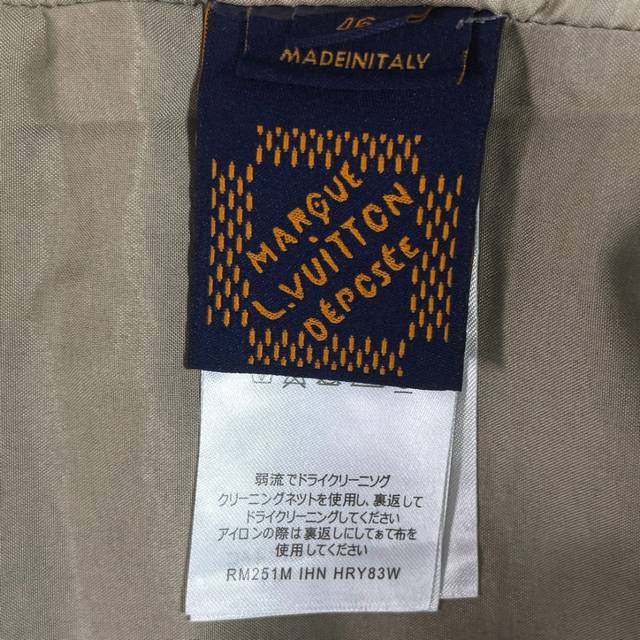 46
MADEINITALY
MARQUE
L.VUITTON
DÉPOSÉE
弱流でドライクリーニソグ
クリーニングネットを使用し、裏返して
ドライクリーニングしてください
アイロンの際は裏返しにしてあて布を
使用してください
RM251M IHN HRY83W